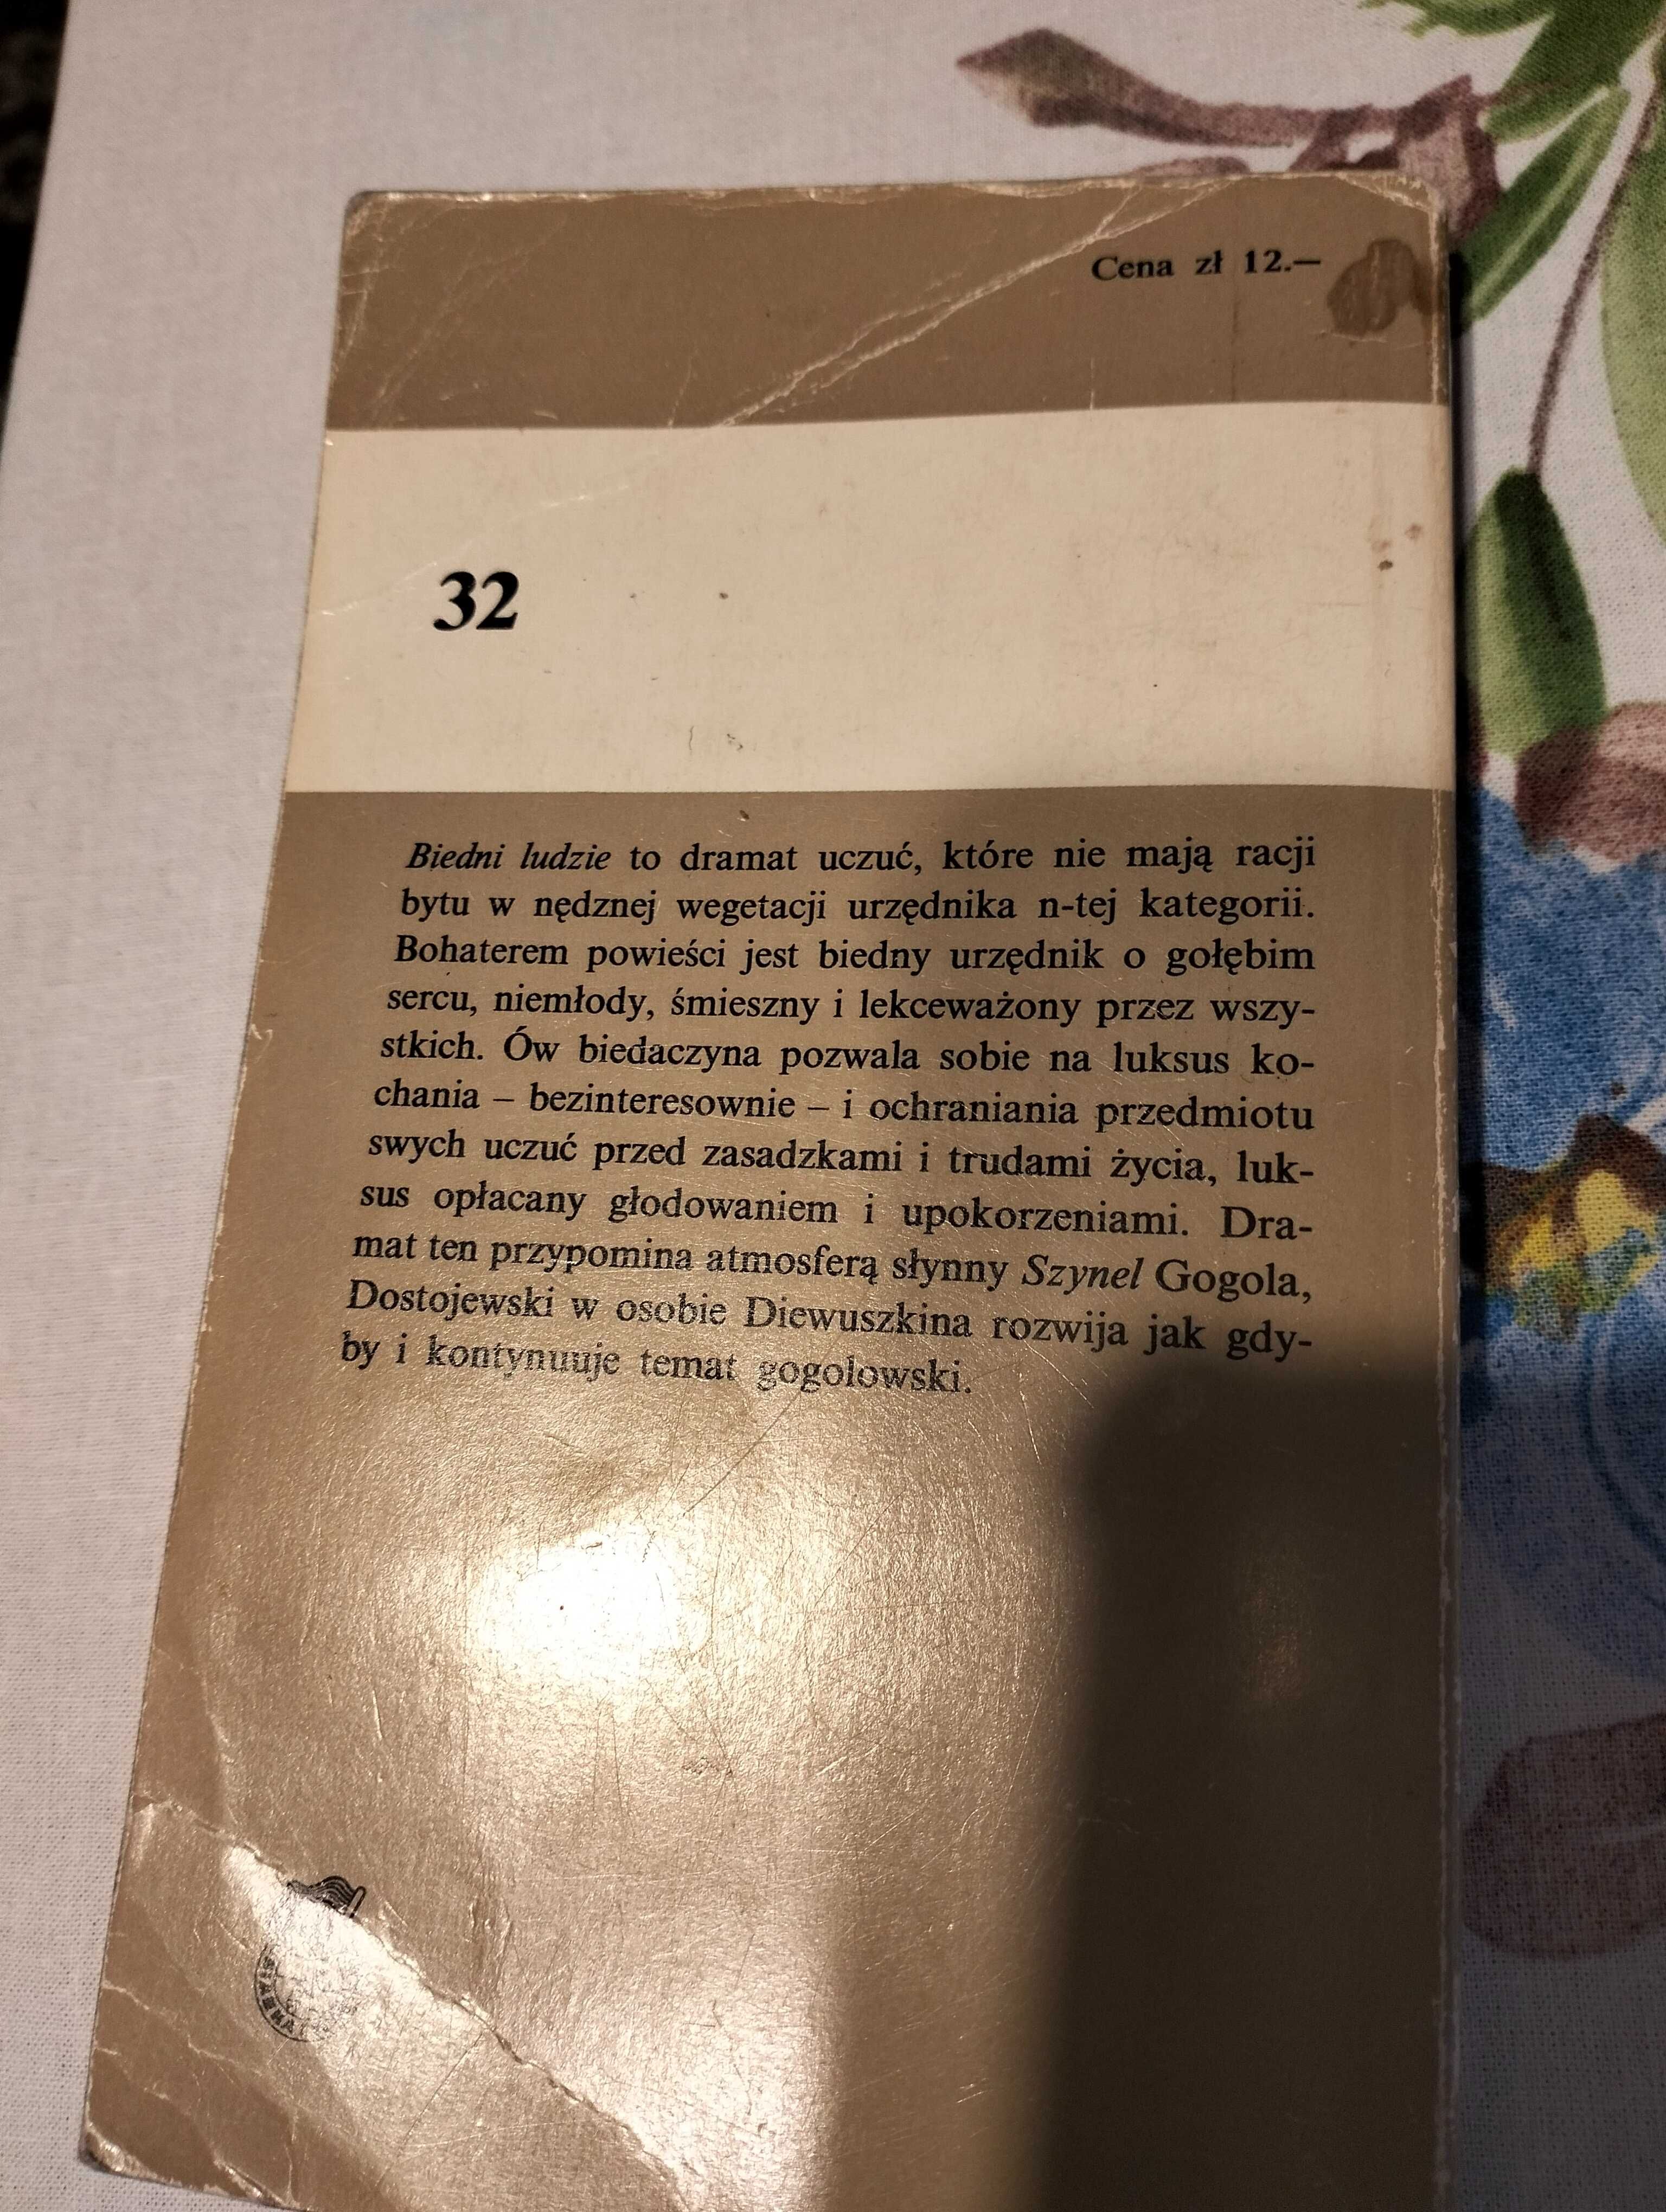 Cena zł 12.—
32
Biedni ludzie to dramat uczuć, które nie mają racji
bytu w nędznej wegetacji urzędnika n-tej kategorii.
Bohaterem powieści jest biedny urzędnik o gołębim
sercu, niemłody, śmieszny i lekceważony przez wszy-
stkich. Ów biedaczyna pozwala sobie na luksus ko-
chania – bezinteresownie – i ochraniania przedmiotu
swych uczuć przed zasadzkami i trudami życia, luk-
sus opłacany głodowaniem i upokorzeniami. Dra-
mat ten przypomina atmosferą słynny Szynel Gogola,
Dostojewski w osobie Diewuszkina rozwija jak gdy-
by i kontynuuje temat gogolowski.